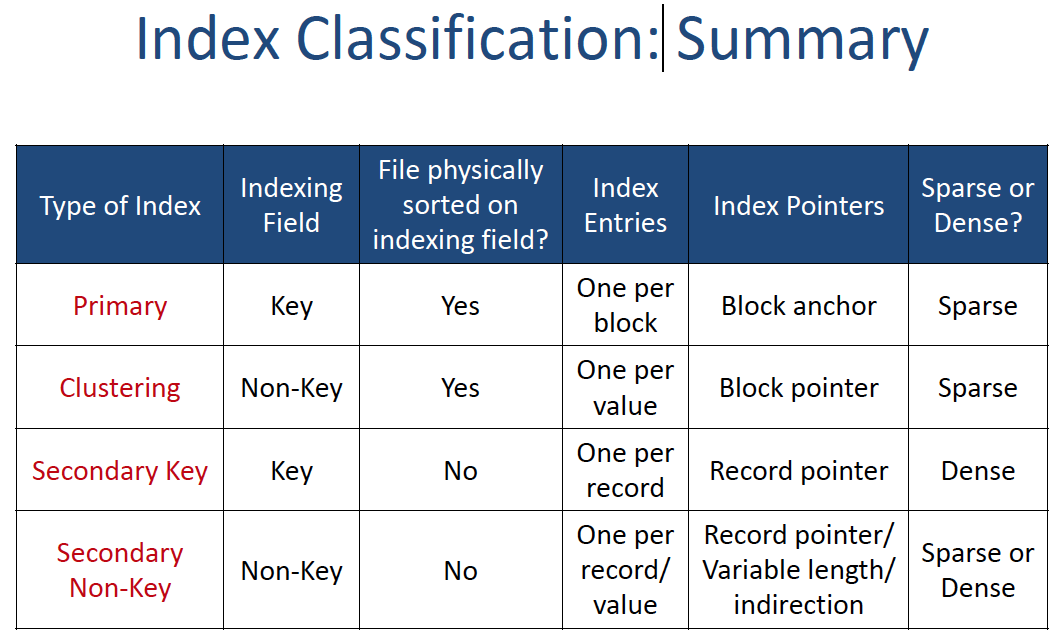 Index Classification: Summary
Type of Index
Indexing
Field
File physically
sorted on
indexing field?
Index
Entries
Index Pointers
Sparse or
Dense?
Primary
Key
Yes
One per
block
Block anchor
Sparse
Clustering
Non-Key
Yes
One per
value
Block pointer
Sparse
Secondary Key
Key
No
One per
record
Record pointer
Dense
Secondary
Non-Key
Non-Key
No
One per
record/
value
Record pointer/
Variable length/
indirection
Sparse or
Dense